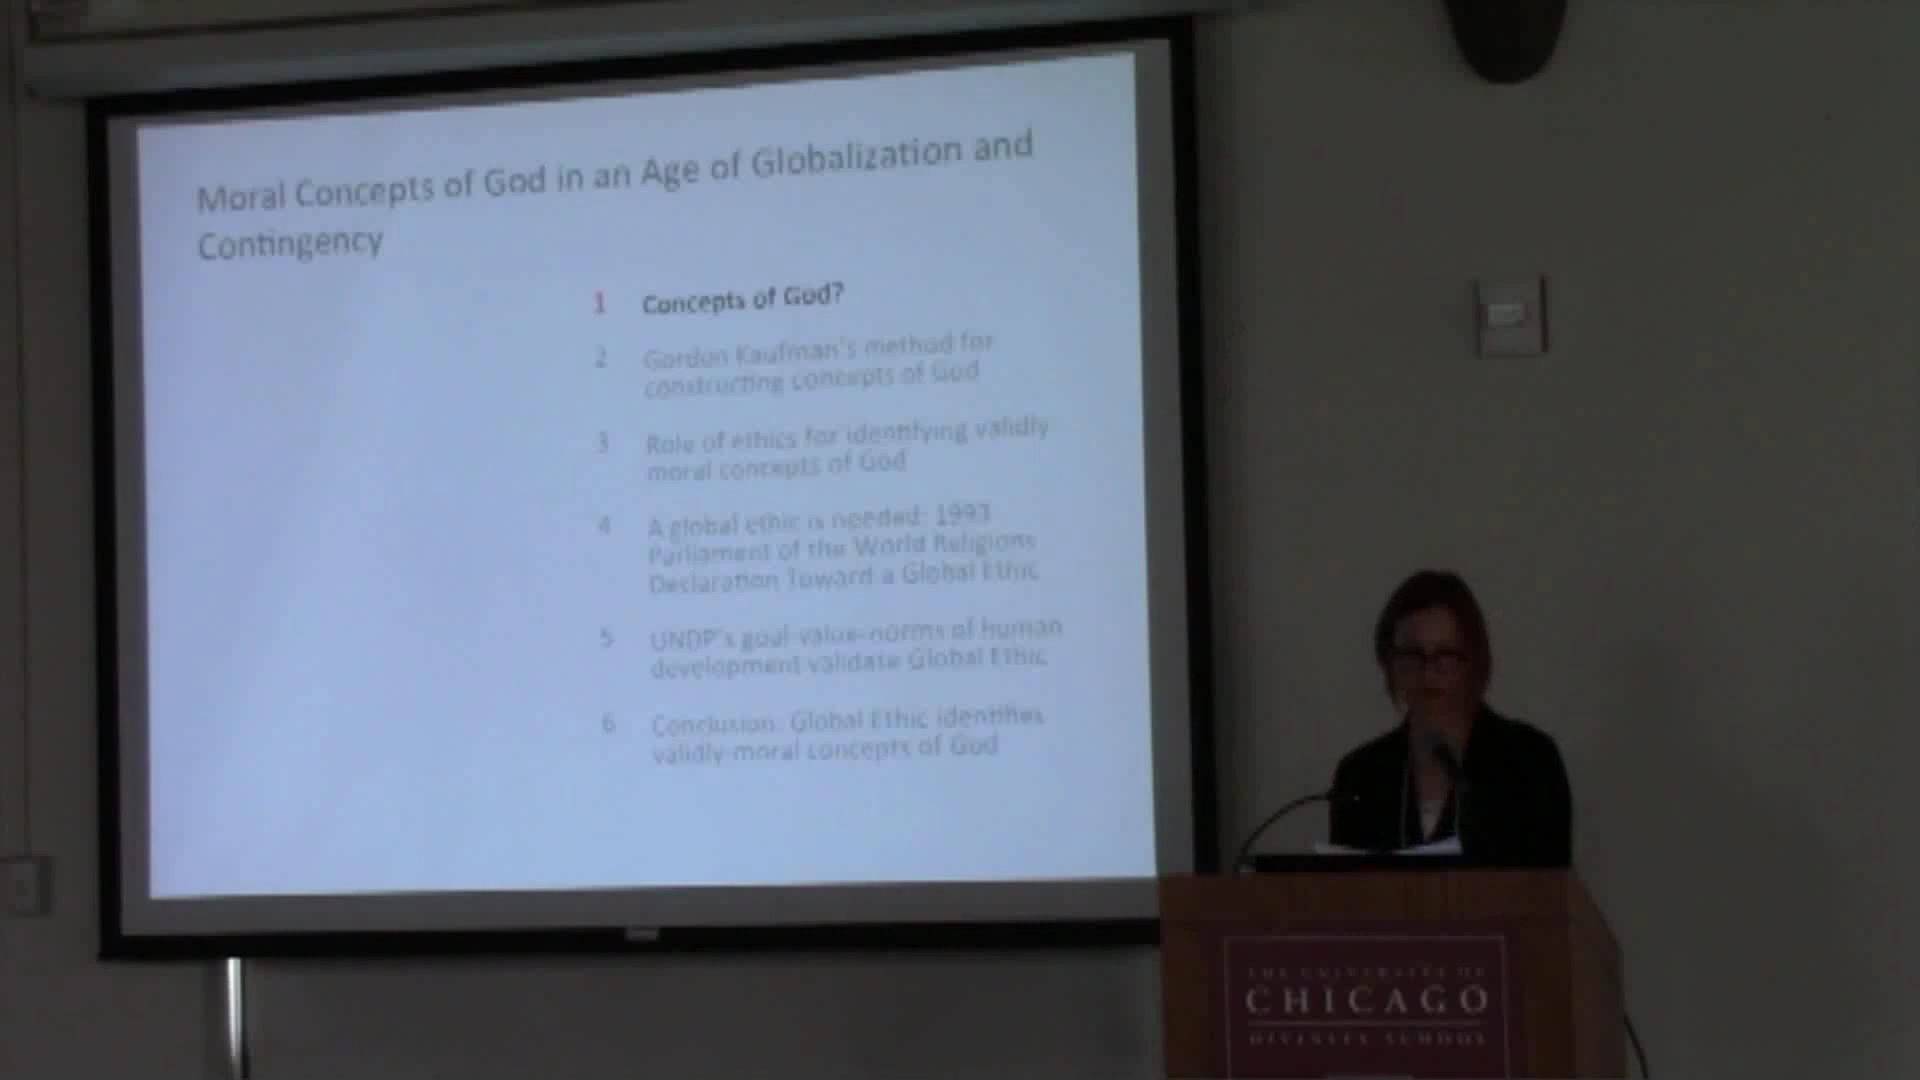 Moral Concepts of God in an Age of Globalization and
Contingency
1 Concepts of God?
2 Gordon Kaufman's method for
constructing concepts of God
3 Role of ethics for identifying validly
moral concepts of God
4 A global ethic is needed: 1993
Parliament of the World Religions
Declaration Toward a Global Ethic
5 UNDP's goal-value-norms of human
development validate Global Ethic
6 Conclusion: Global Ethic identifies
validly-moral concepts of God
THE UNIVERSITY OF
CHICAGO
DIVINITY SCHOOL